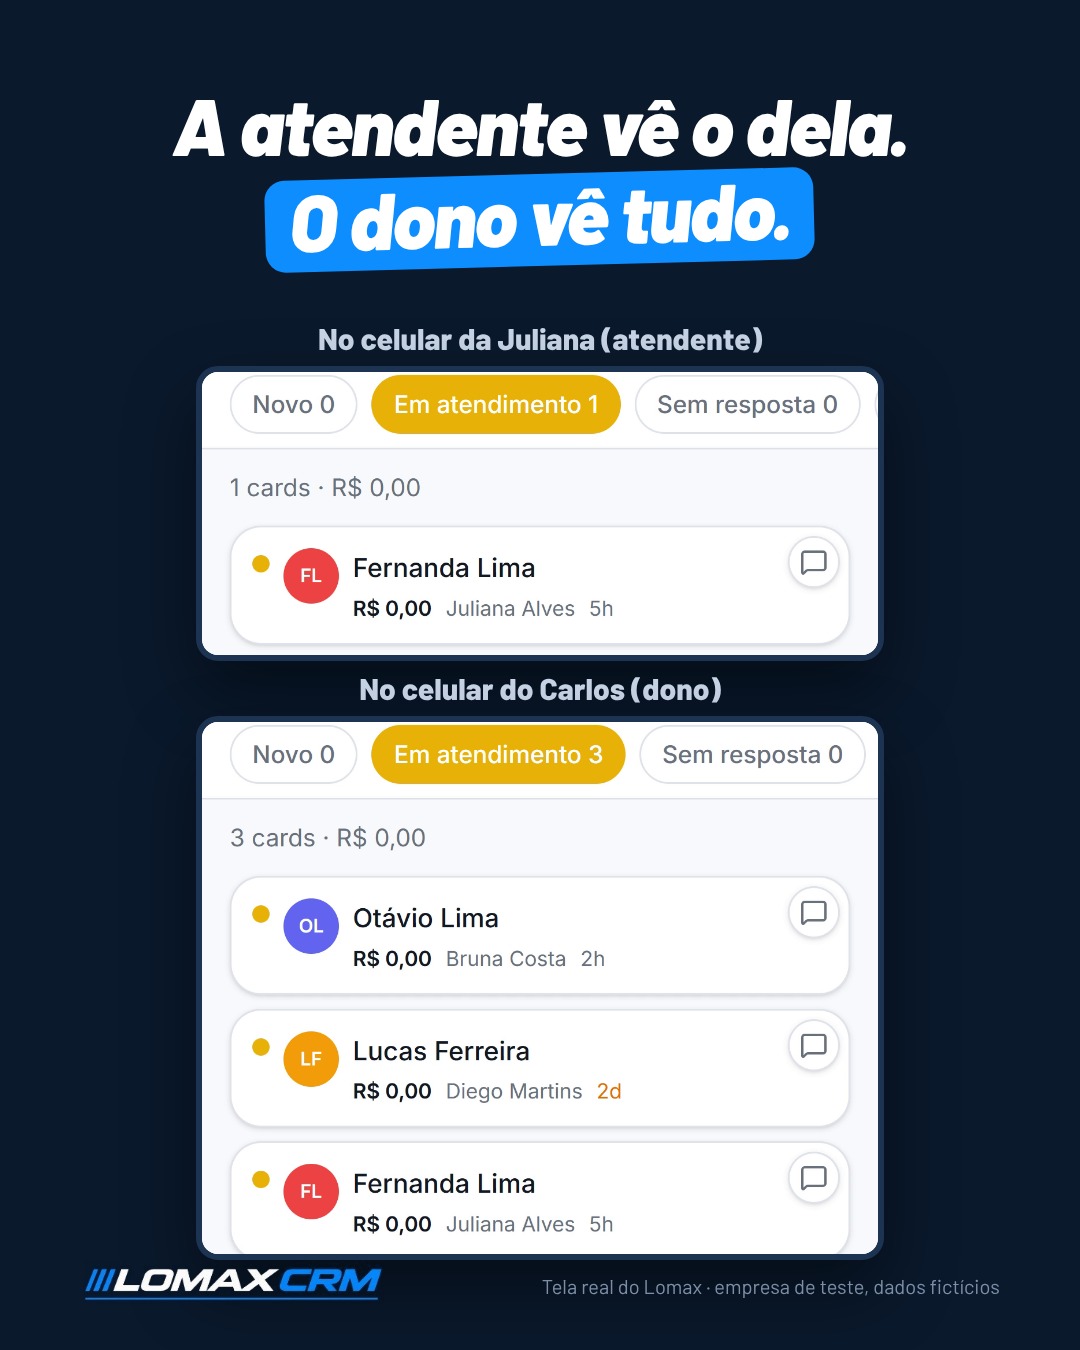 A atendente vê o dela.
O dono vê tudo.
No celular da Juliana (atendente)
Novo 0 Em atendimento 1 Sem resposta 0
1 cards · R$ 0,00
FL Fernanda Lima
R$ 0,00 Juliana Alves 5h
No celular do Carlos (dono)
Novo 0 Em atendimento 3 Sem resposta 0
3 cards · R$ 0,00
OL Otávio Lima
R$ 0,00 Bruna Costa 2h
LF Lucas Ferreira
R$ 0,00 Diego Martins 2d
FL Fernanda Lima
R$ 0,00 Juliana Alves 5h
LOMAX CRM
Tela real do Lomax · empresa de teste, dados fictícios